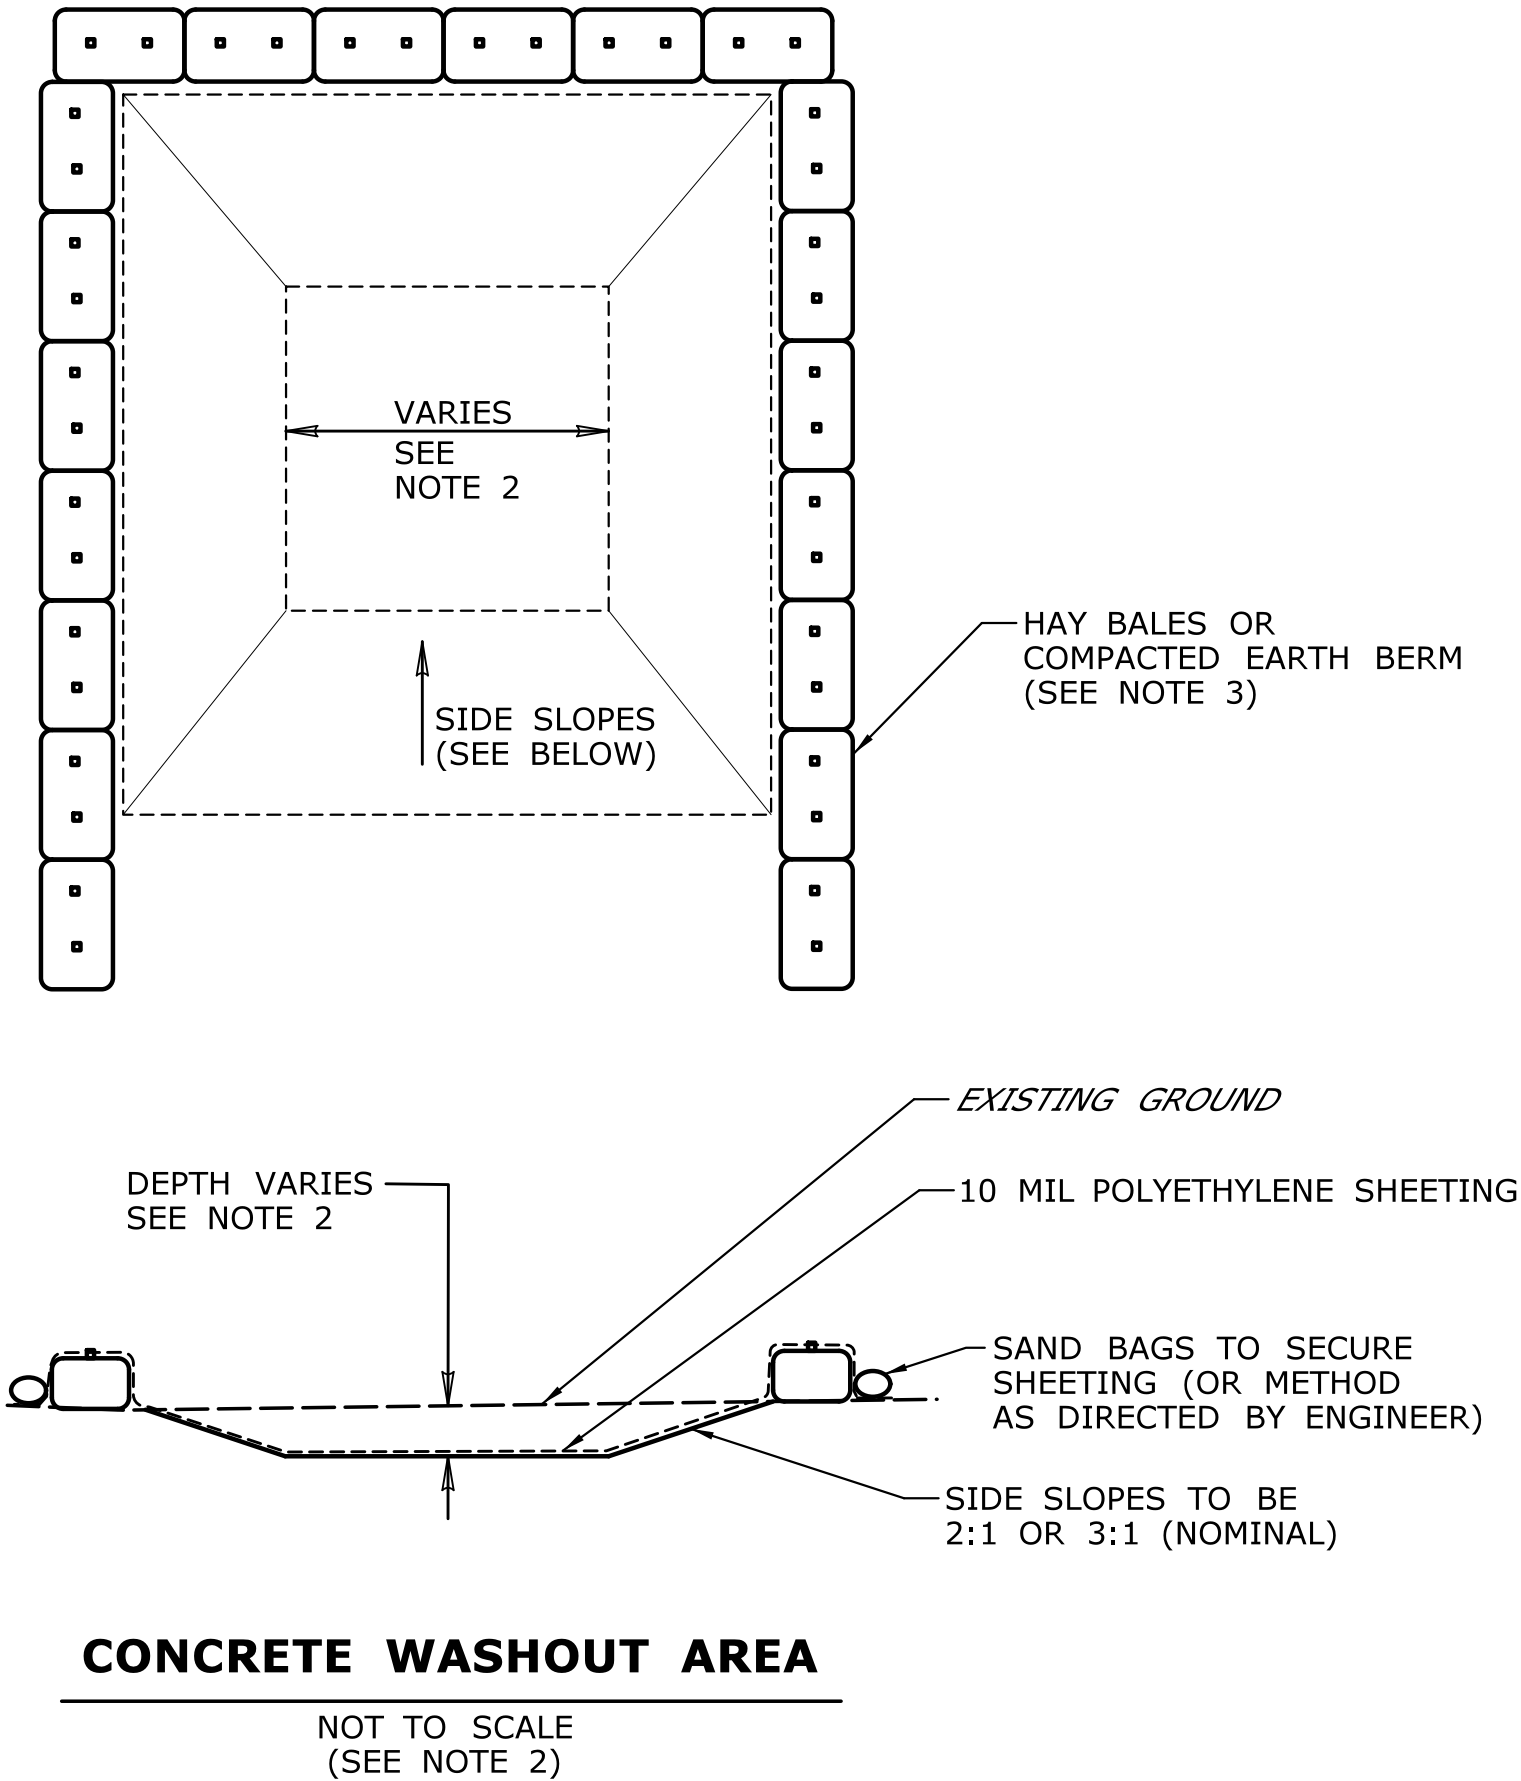 VARIES
SEE
NOTE 2
HAY BALES OR
COMPACTED EARTH BERM
(SEE NOTE 3)
SIDE SLOPES
(SEE BELOW)
EXISTING GROUND
DEPTH VARIES
SEE NOTE 2
10 MIL POLYETHYLENE SHEETING
SAND BAGS TO SECURE
SHEETING (OR METHOD
AS DIRECTED BY ENGINEER)
SIDE SLOPES TO BE
2:1 OR 3:1 (NOMINAL)
CONCRETE WASHOUT AREA
NOT TO SCALE
(SEE NOTE 2)